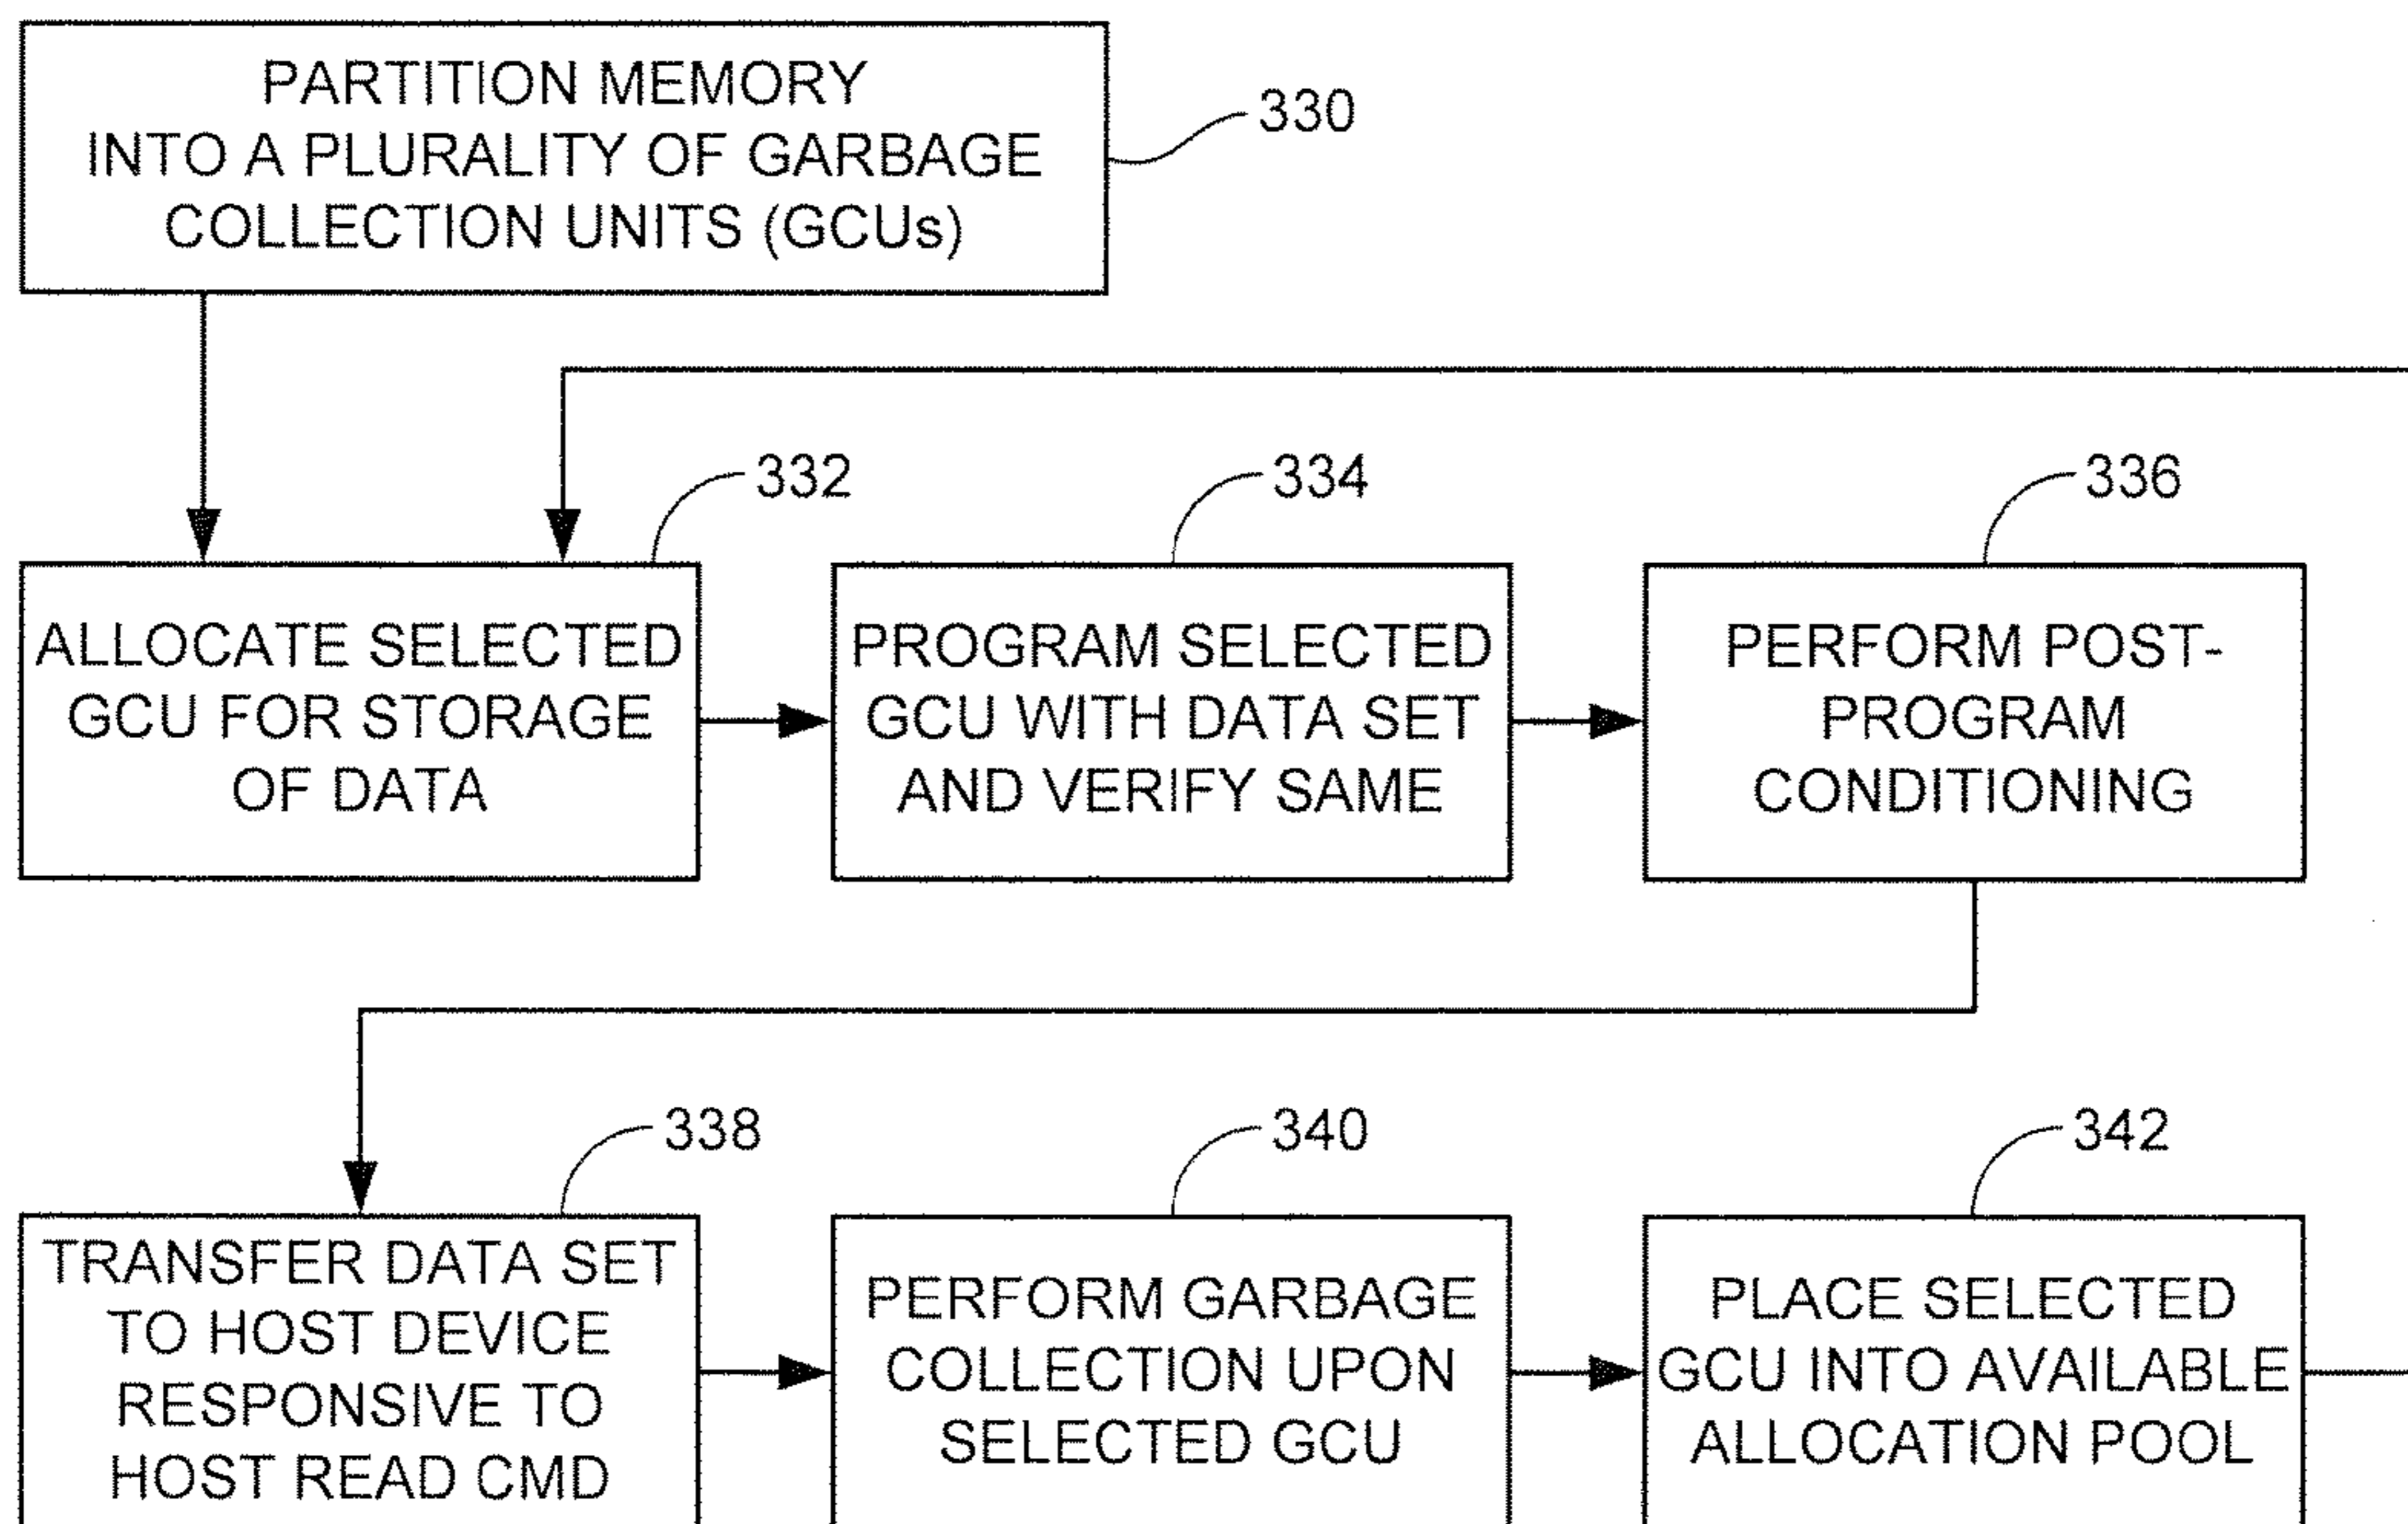 PARTITION MEMORY
INTO A PLURALITY OF GARBAGE
COLLECTION UNITS (GCUs)
330
332
334
336
ALLOCATE SELECTED
GCU FOR STORAGE
OF DATA
PROGRAM SELECTED
GCU WITH DATA SET
AND VERIFY SAME
PERFORM POST-
PROGRAM
CONDITIONING
338
340
342
TRANSFER DATA SET
TO HOST DEVICE
RESPONSIVE TO
HOST READ CMD
PERFORM GARBAGE
COLLECTION UPON
SELECTED GCU
PLACE SELECTED
GCU INTO AVAILABLE
ALLOCATION POOL